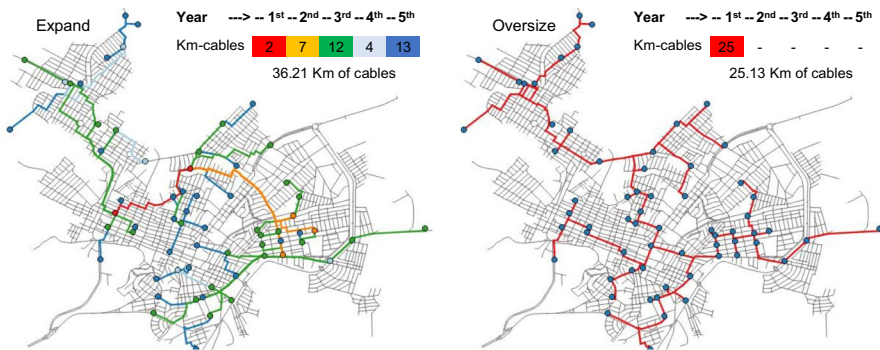 Expand
Year ---> -- 1st -- 2nd -- 3rd -- 4th -- 5th
Km-cables 2 7 12 4 13
36.21 Km of cables
Oversize
Year ---> -- 1st -- 2nd -- 3rd -- 4th -- 5th
Km-cables 25 - - - -
25.13 Km of cables